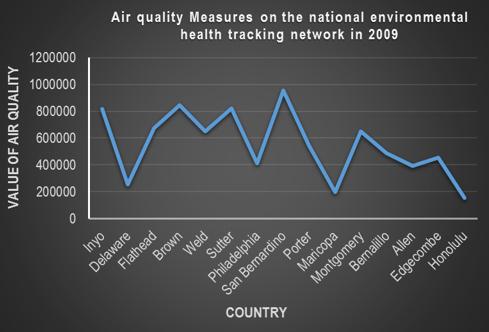 Air quality Measures on the national environmental
health tracking network in 2009
VALUE OF AIR QUALITY
1200000
1000000
800000
600000
400000
200000
0
Inyo
Delaware
Flathead
Brown
Weld
Sutter
Philadelphia
San Bernardino
Porter
Maricopa
Montgomery
Bernalillo
Allen
Edgecombe
Honolulu
COUNTRY